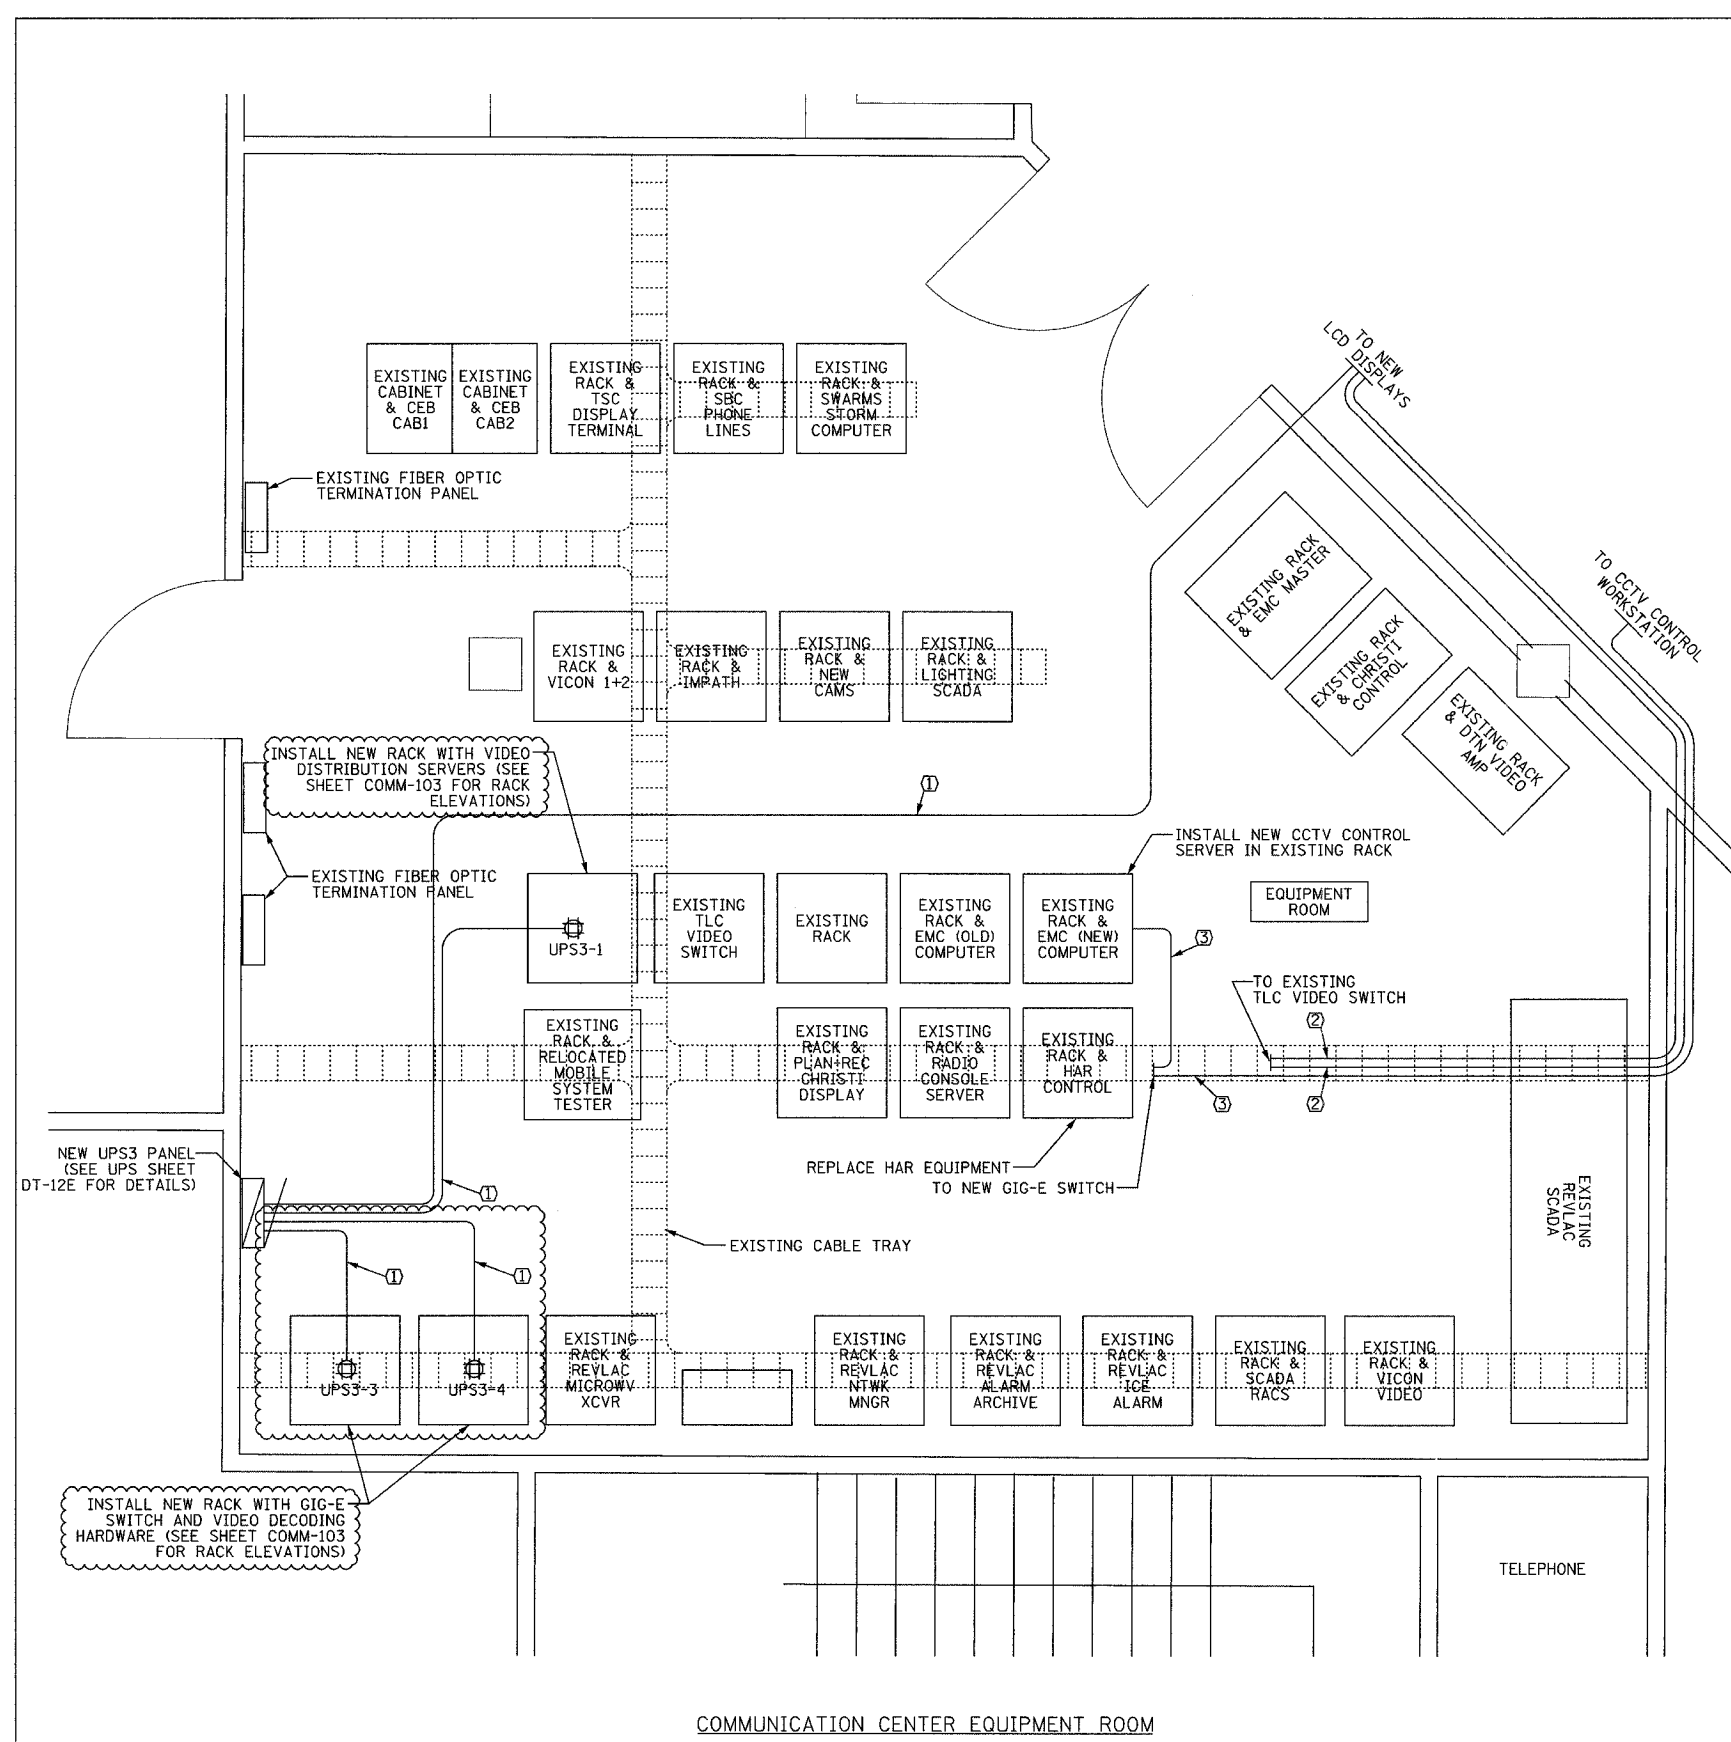 TO NEW
LCD DISPLAYS
EXISTING
CABINET
& CEB
CAB1
EXISTING
CABINET
& CEB
CAB2
EXISTING
RACK &
TSC
DISPLAY
TERMINAL
EXISTING
RACK &
SBC
PHONE
LINES
EXISTING
RACK &
SWARMS
STORM
COMPUTER
EXISTING FIBER OPTIC
TERMINATION PANEL
EXISTING RACK
& EMC MASTER
TO CCTV CONTROL
WORKSTATION
EXISTING RACK
& CHRISTI
CONTROL
EXISTING RACK
& DTN VIDEO
AMP
EXISTING
RACK &
VICON 1+2
EXISTING
RACK &
IMPATH
EXISTING
RACK &
NEW
CAMS
EXISTING
RACK &
LIGHTING
SCADA
INSTALL NEW RACK WITH VIDEO
DISTRIBUTION SERVERS (SEE
SHEET COMM-103 FOR RACK
ELEVATIONS)
1
INSTALL NEW CCTV CONTROL
SERVER IN EXISTING RACK
EXISTING FIBER OPTIC
TERMINATION PANEL
UPS3-1
EXISTING
TLC
VIDEO
SWITCH
EXISTING
RACK
EXISTING
RACK &
EMC (OLD)
COMPUTER
EXISTING
RACK &
EMC (NEW)
COMPUTER
EQUIPMENT
ROOM
3
TO EXISTING
TLC VIDEO SWITCH
2
EXISTING
RACK &
RELOCATED
MOBILE
SYSTEM
TESTER
EXISTING
RACK &
PLAN+REC
CHRISTI
DISPLAY
EXISTING
RACK &
RADIO
CONSOLE
SERVER
EXISTING
RACK &
HAR
CONTROL
3
2
NEW UPS3 PANEL
(SEE UPS SHEET
DT-12E FOR DETAILS)
REPLACE HAR EQUIPMENT
TO NEW GIG-E SWITCH
1
EXISTING
REVLAC
SCADA
EXISTING CABLE TRAY
1
1
UPS3-3
UPS3-4
EXISTING
RACK &
REVLAC
MICROWV
XCVR
EXISTING
RACK &
REVLAC
NTWK
MNGR
EXISTING
RACK &
REVLAC
ALARM
ARCHIVE
EXISTING
RACK &
REVLAC
ICE
ALARM
EXISTING
RACK &
SCADA
RACS
EXISTING
RACK &
VICON
VIDEO
INSTALL NEW RACK WITH GIG-E
SWITCH AND VIDEO DECODING
HARDWARE (SEE SHEET COMM-103
FOR RACK ELEVATIONS)
TELEPHONE
COMMUNICATION CENTER EQUIPMENT ROOM